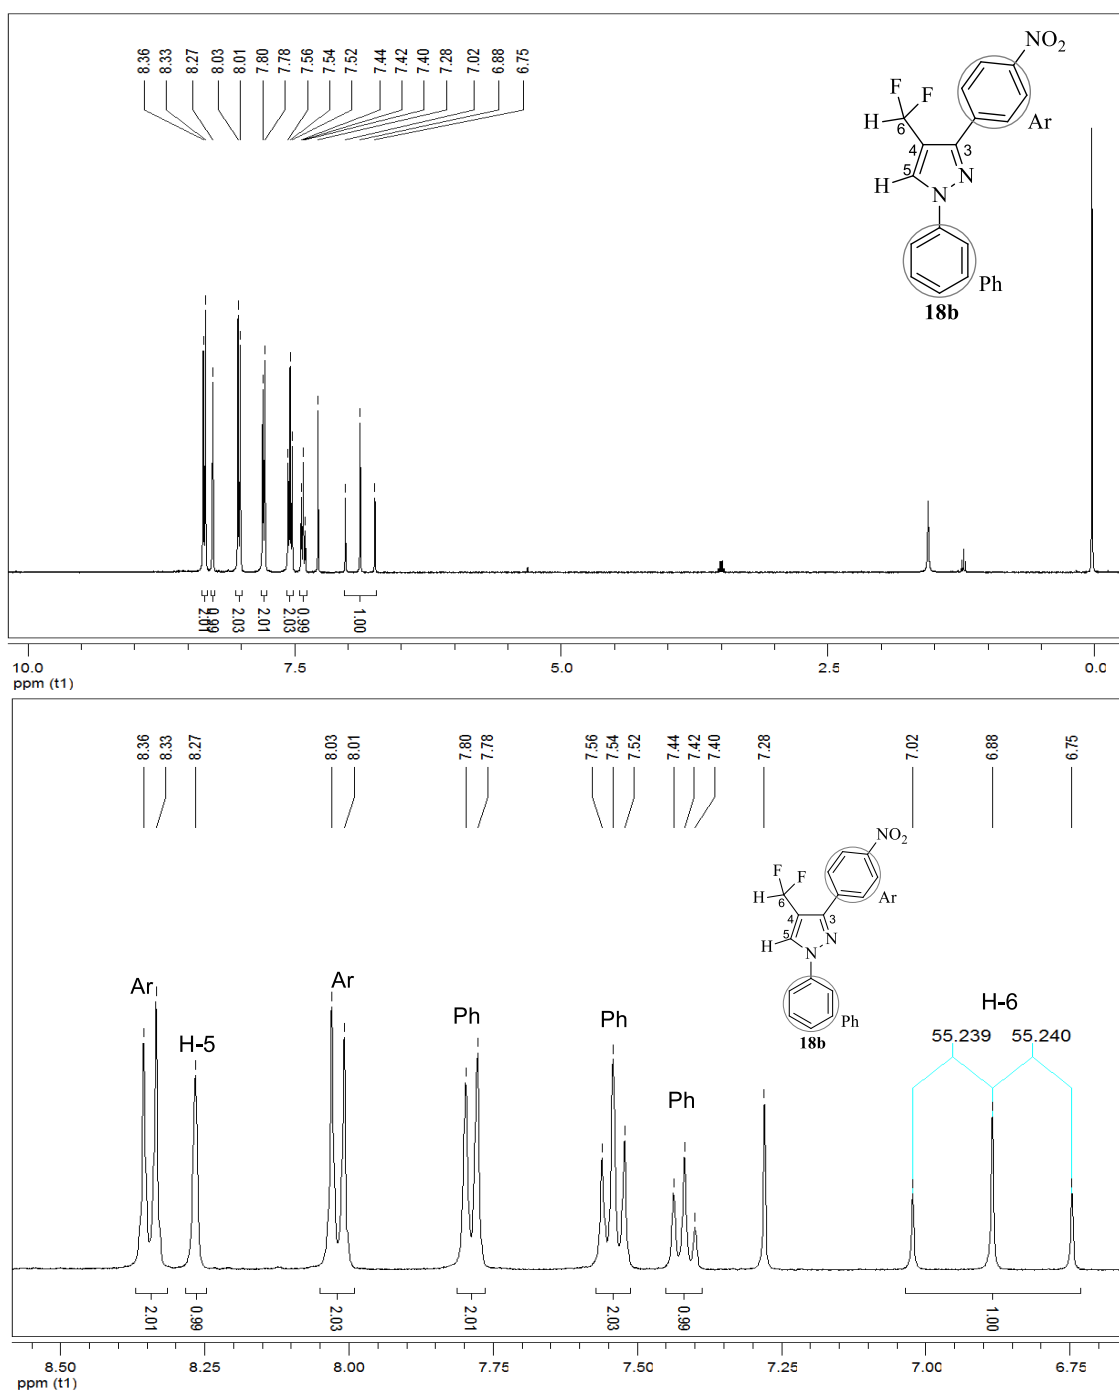 8.36 8.33 8.27 8.03 8.01 7.80 7.78 7.56 7.54 7.52 7.44 7.42 7.40 7.28 7.02 6.88 6.75
NO2
F F
H 6 Ar
4 3
5 N
H N
Ph
18b
2.01 0.99 2.03 2.01 2.03 0.99 1.00
10.0 7.5 5.0 2.5 0.0
ppm (t1)
8.36 8.33 8.27 8.03 8.01 7.80 7.78 7.56 7.54 7.52 7.44 7.42 7.40 7.28 7.02 6.88 6.75
NO2
F F
H 6 Ar
4 3
5 N
H N
Ph
18b
Ar H-5 Ar Ph Ph Ph H-6
55.239 55.240
2.01 0.99 2.03 2.01 2.03 0.99 1.00
8.50 8.25 8.00 7.75 7.50 7.25 7.00 6.75
ppm (t1)